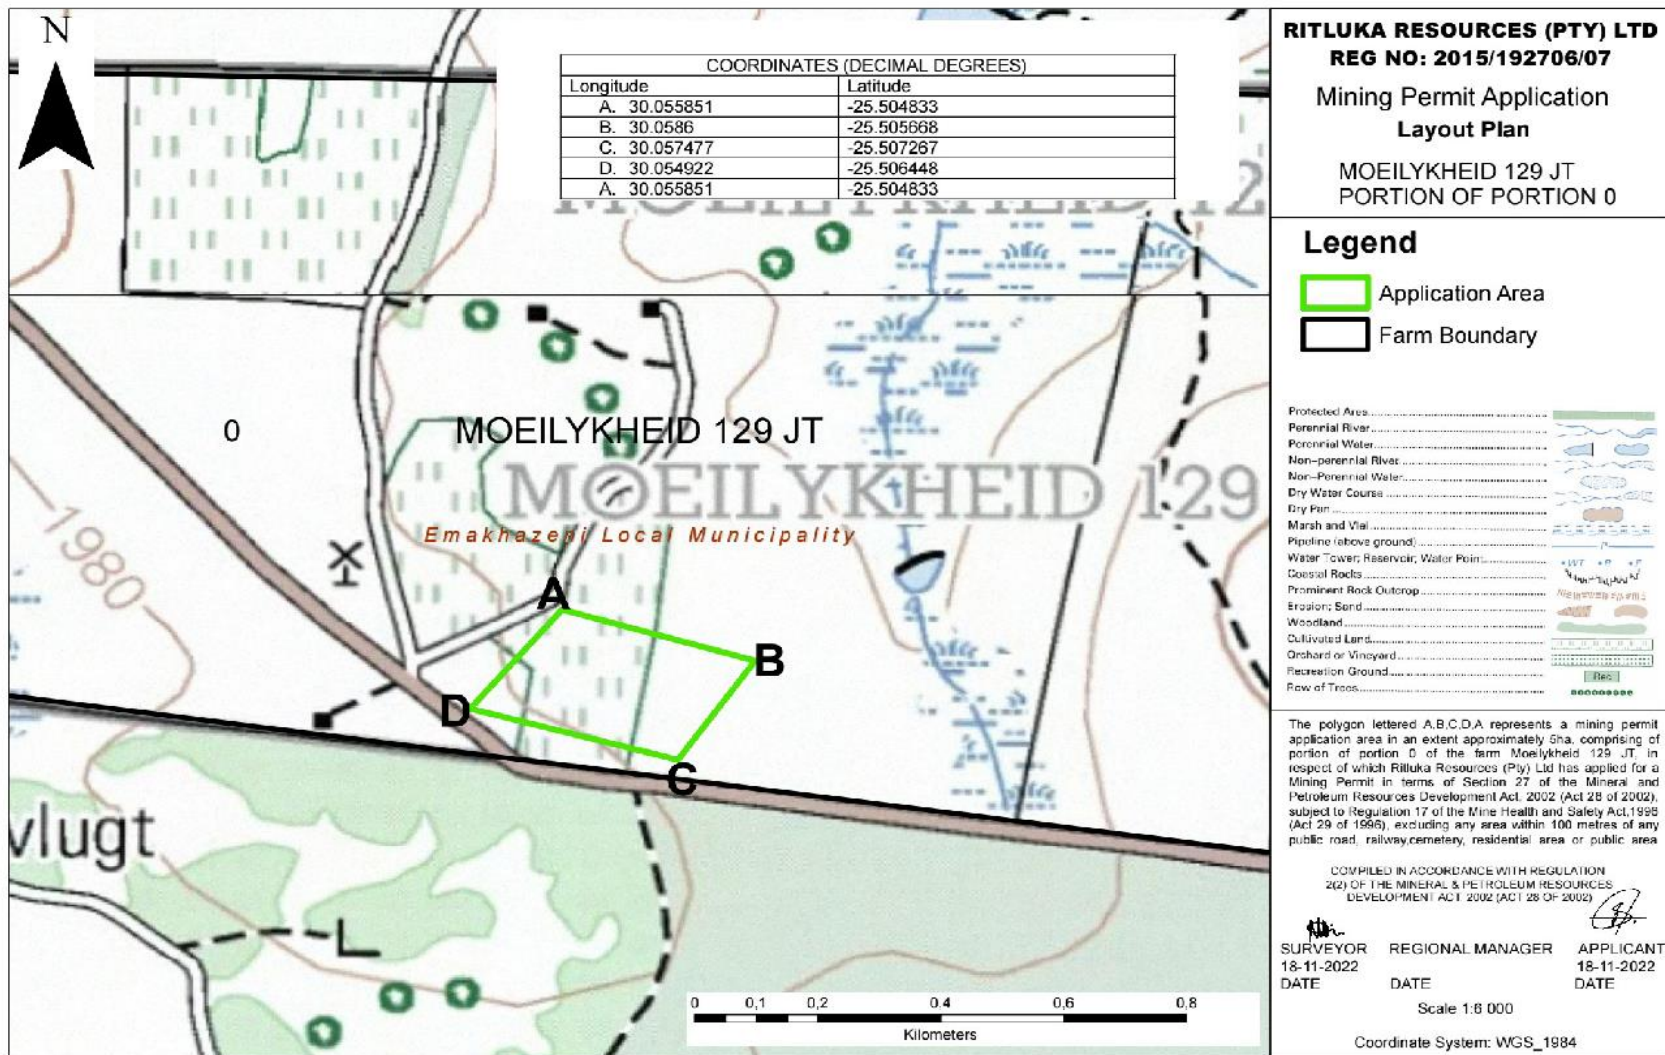 N
COORDINATES (DECIMAL DEGREES)
Longitude Latitude
A. 30.055851 -25.504833
B. 30.0586 -25.505668
C. 30.057477 -25.507267
D. 30.054922 -25.506448
A. 30.055851 -25.504833
MOEILYKHEID 12
0
MOEILYKHEID 129 JT
MOEILYKHEID 129
Emakhazeni Local Municipality
1980
A
B
D
C
vlugt
0 0,1 0,2 0,4 0,6 0,8
Kilometers
RITLUKA RESOURCES (PTY) LTD
REG NO: 2015/192706/07
Mining Permit Application
Layout Plan
MOEILYKHEID 129 JT
PORTION OF PORTION 0
Legend
Application Area
Farm Boundary
Protected Area
Perennial River
Perennial Water
Non-perennial River
Non-Perennial Water
Dry Water Course
Dry Pan
Marsh and Vlei
Pipeline (above ground)
Water Tower; Reservoir; Water Point
Coastal Rocks
Prominent Rock Outcrop
Erosion; Sand
Woodland
Cultivated Land
Orchard or Vineyard
Recreation Ground
Rec
Row of Trees
The polygon lettered A,B,C,D,A represents a mining permit
application area in an extent approximately 5ha, comprising of
portion of portion 0 of the farm Moeilykheid 129 JT, in
respect of which Ritluka Resources (Pty) Ltd has applied for a
Mining Permit in terms of Section 27 of the Mineral and
Petroleum Resources Development Act, 2002 (Act 28 of 2002),
subject to Regulation 17 of the Mine Health and Safety Act,1996
(Act 29 of 1996), excluding any area within 100 metres of any
public road, railway,cemetery, residential area or public area
COMPILED IN ACCORDANCE WITH REGULATION
2(2) OF THE MINERAL & PETROLEUM RESOURCES
DEVELOPMENT ACT, 2002 (ACT 28 OF 2002)
SURVEYOR REGIONAL MANAGER APPLICANT
18-11-2022 18-11-2022
DATE DATE DATE
Scale 1:6 000
Coordinate System: WGS_1984